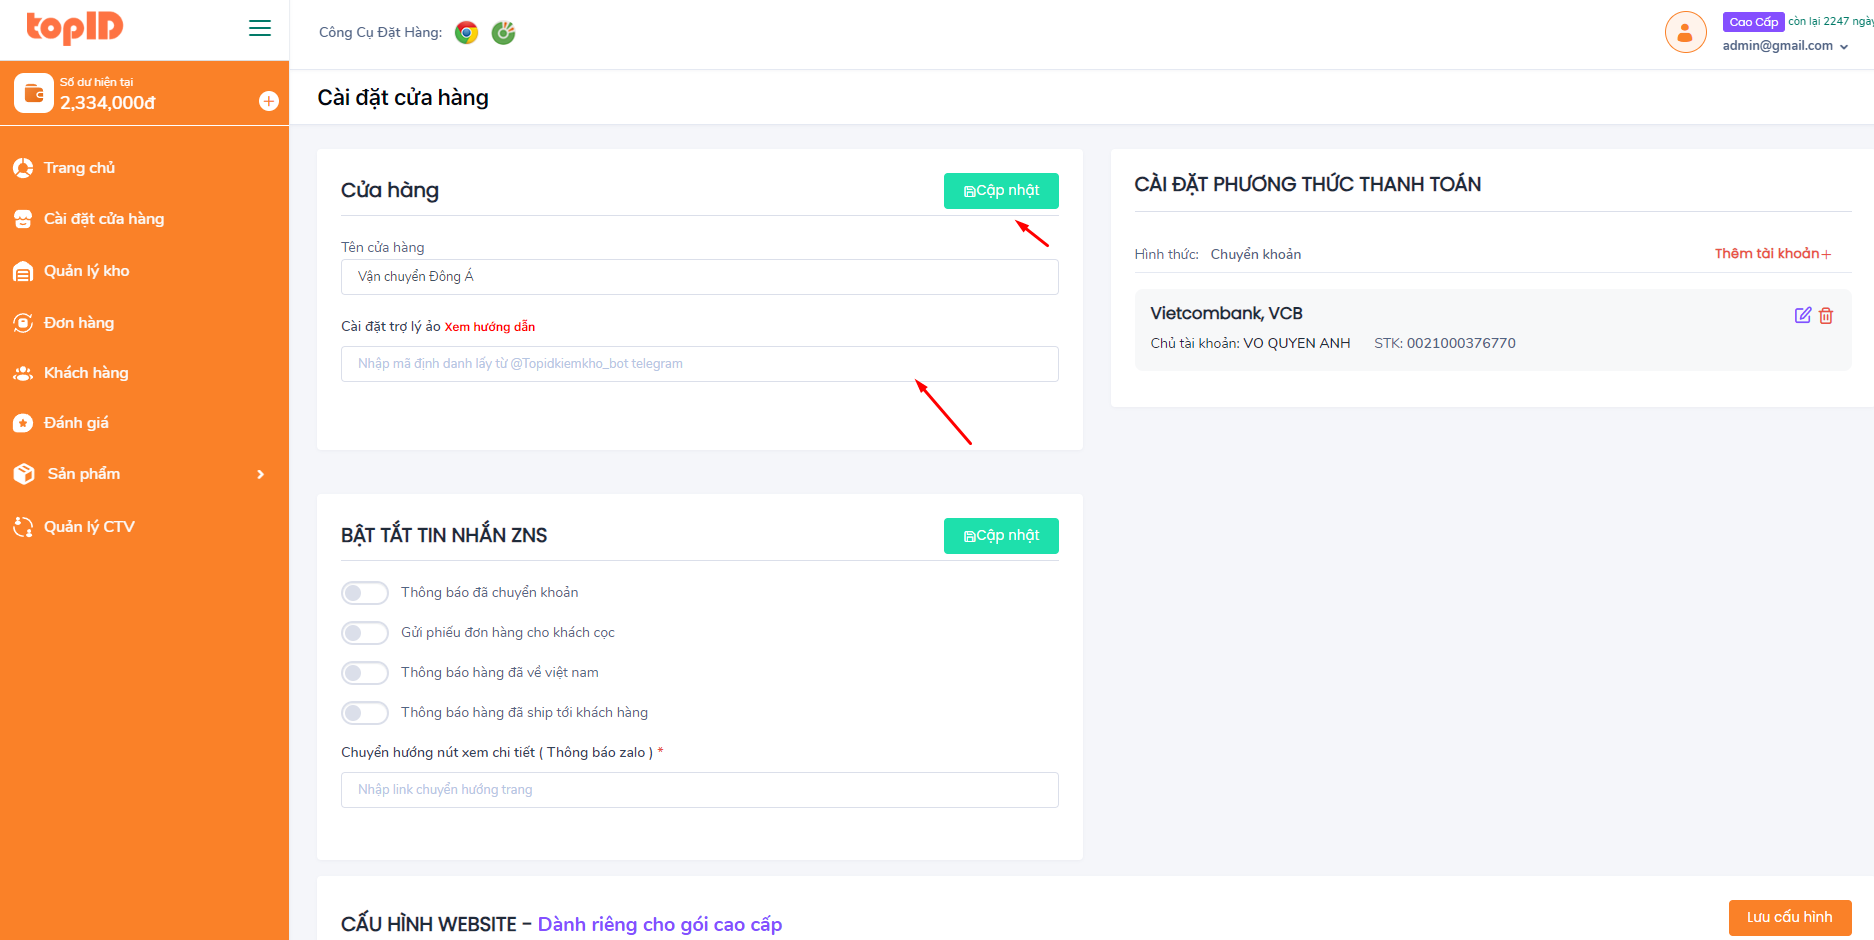 topID
Số dư hiện tại
2,334,000đ
Trang chủ
Cài đặt cửa hàng
Quản lý kho
Đơn hàng
Khách hàng
Đánh giá
Sản phẩm
Quản lý CTV
Công Cụ Đặt Hàng:
Cao Cấp còn lại 2247 ngày
admin@gmail.com
Cài đặt cửa hàng
Cửa hàng
Cập nhật
Tên cửa hàng
Vận chuyển Đông Á
Cài đặt trợ lý ảo Xem hướng dẫn
Nhập mã định danh lấy từ @Topidkiemkho_bot telegram
BẬT TẮT TIN NHẮN ZNS
Cập nhật
Thông báo đã chuyển khoản
Gửi phiếu đơn hàng cho khách cọc
Thông báo hàng đã về việt nam
Thông báo hàng đã ship tới khách hàng
Chuyển hướng nút xem chi tiết ( Thông báo zalo ) *
Nhập link chuyển hướng trang
CÀI ĐẶT PHƯƠNG THỨC THANH TOÁN
Hình thức: Chuyển khoản
Thêm tài khoản+
Vietcombank, VCB
Chủ tài khoản: VO QUYEN ANH STK: 0021000376770
CẤU HÌNH WEBSITE - Dành riêng cho gói cao cấp
Lưu cấu hình